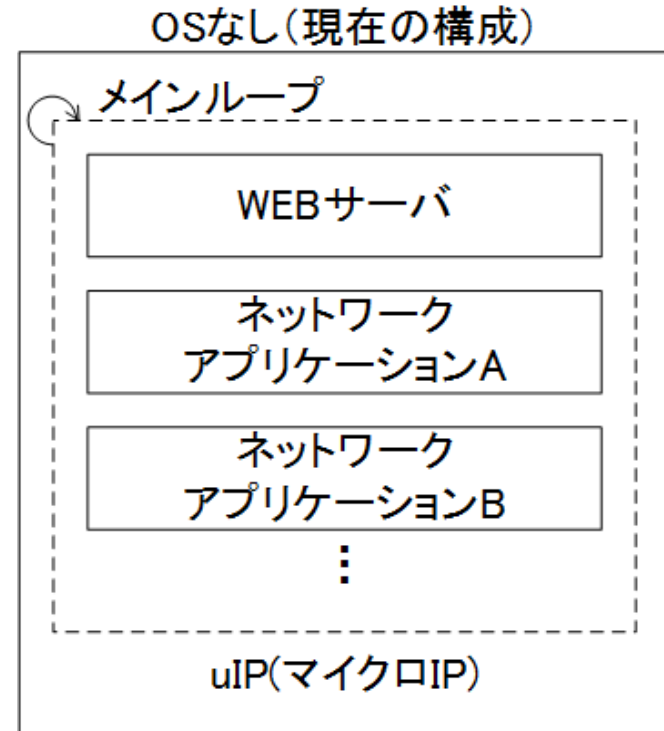 OSなし(現在の構成)
メインループ
WEBサーバ
ネットワーク
アプリケーションA
ネットワーク
アプリケーションB
⋮
uIP(マイクロIP)